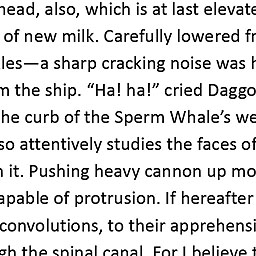 head, also, which is at last elevate
of new milk. Carefully lowered fr
les—a sharp cracking noise was h
m the ship. “Ha! ha!” cried Daggo
he curb of the Sperm Whale’s we
so attentively studies the faces of
n it. Pushing heavy cannon up mo
apable of protrusion. If hereafter
convolutions, to their apprehensi
gh the spinal canal. For I believe t